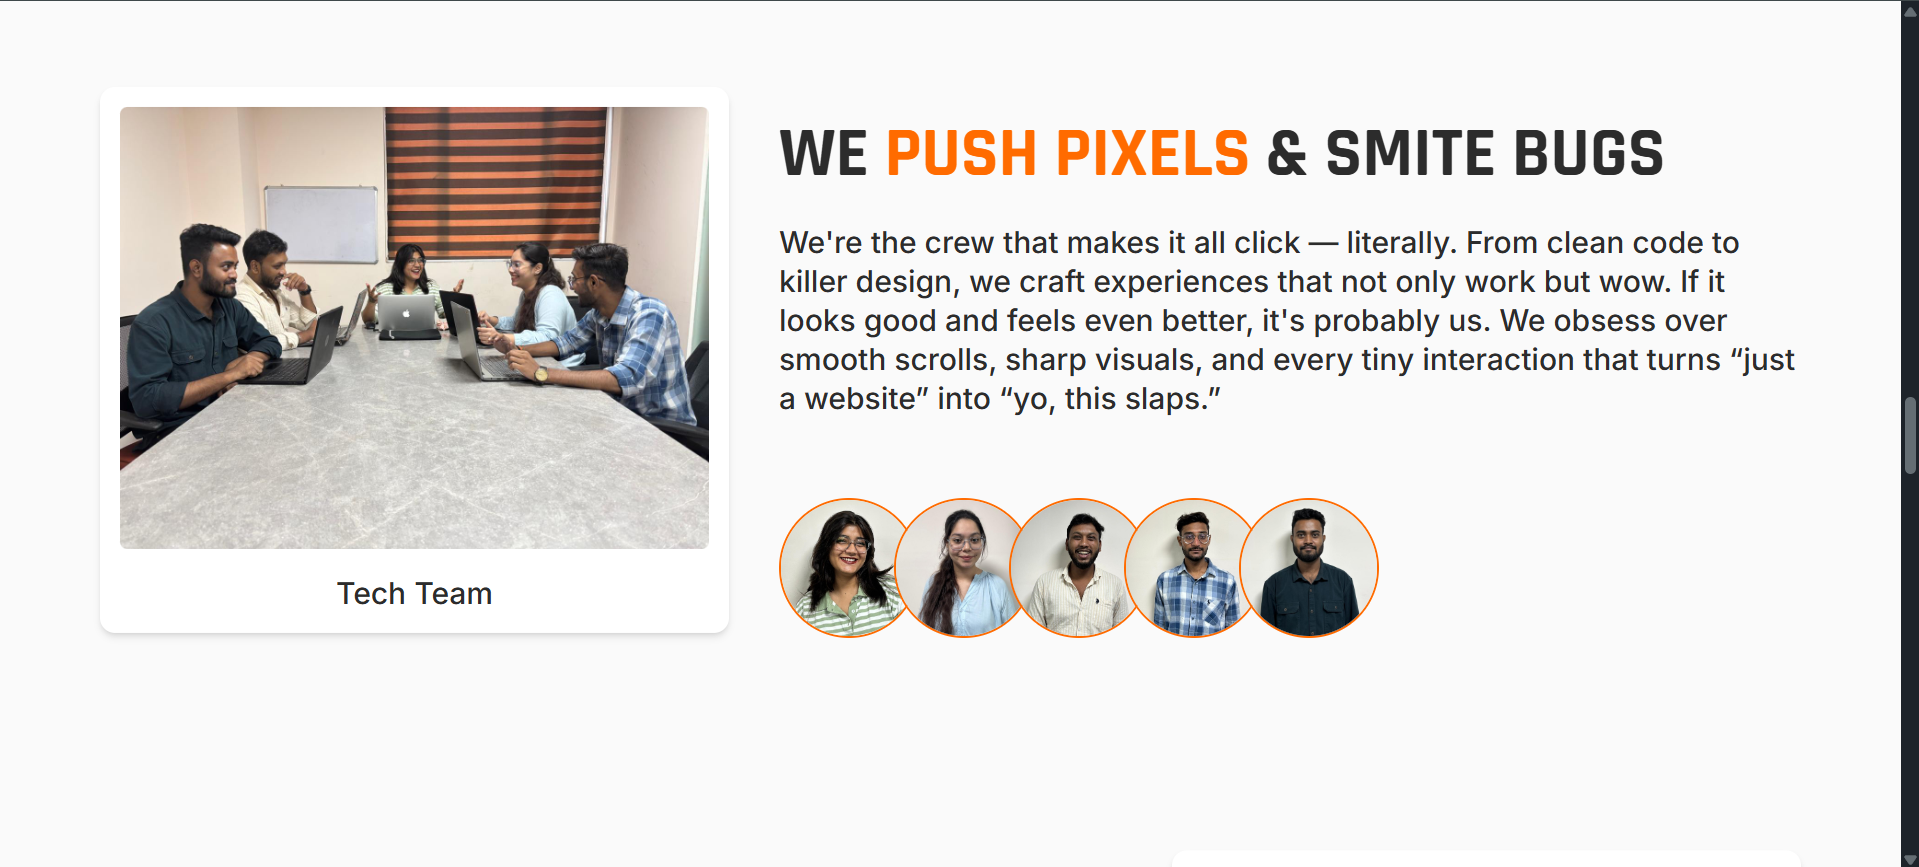 WE PUSH PIXELS & SMITE BUGS
We're the crew that makes it all click — literally. From clean code to
killer design, we craft experiences that not only work but wow. If it
looks good and feels even better, it's probably us. We obsess over
smooth scrolls, sharp visuals, and every tiny interaction that turns “just
a website” into “yo, this slaps.”
Tech Team